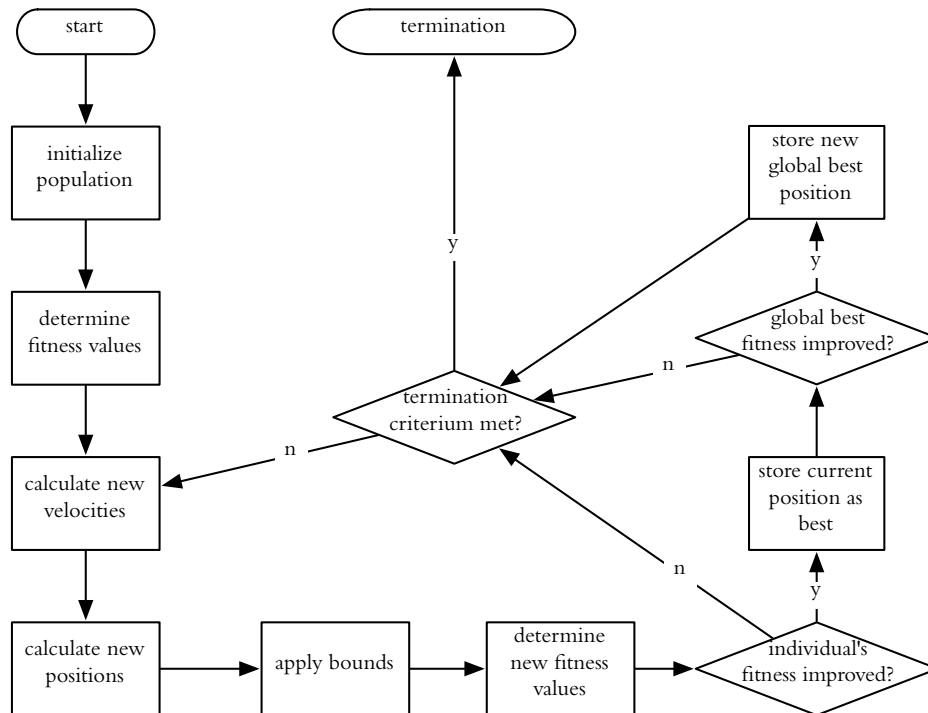 start
termination
initialize
population
store new
global best
position
y
y
determine
fitness values
global best
fitness improved?
n
termination
criterium met?
n
calculate new
velocities
store current
position as
best
n
y
calculate new
positions
apply bounds
determine
new fitness
values
individual's
fitness improved?